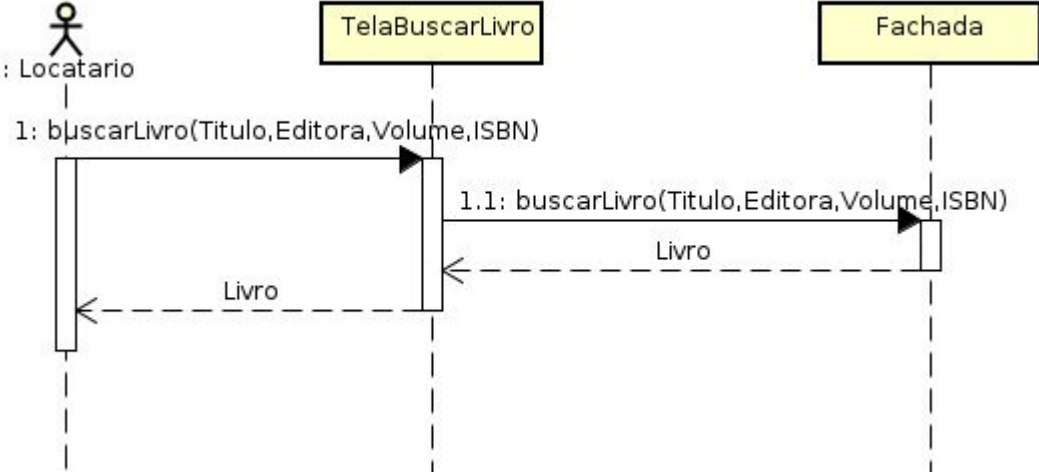 TelaBuscarLivro
Fachada
: Locatario
1: buscarLivro(Titulo,Editora,Volume,ISBN)
1.1: buscarLivro(Titulo,Editora,Volume,ISBN)
Livro
Livro